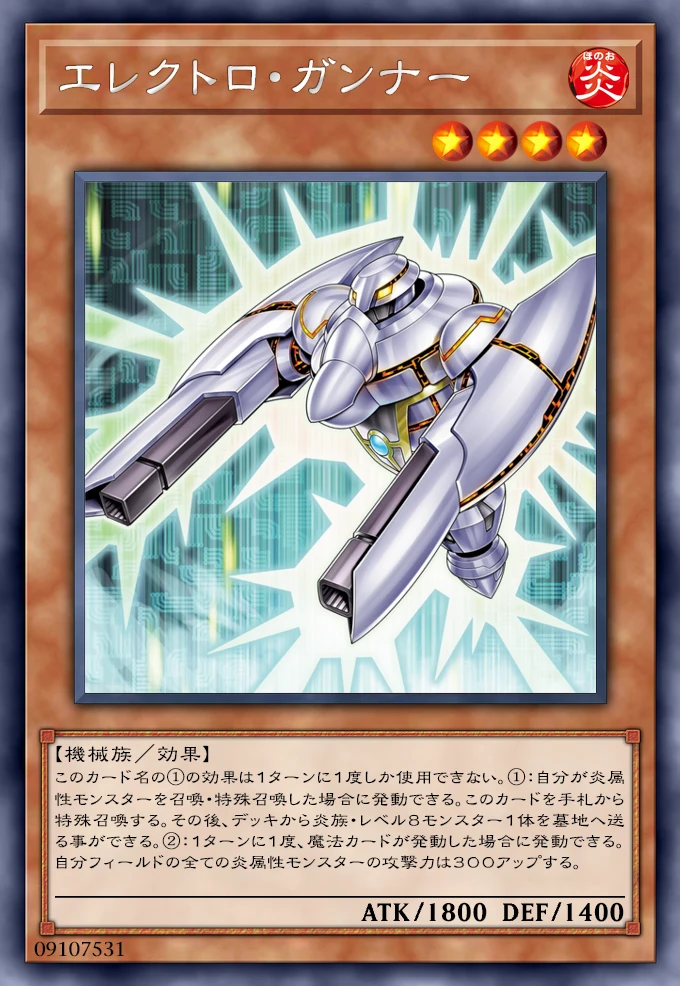 エレクトロ・ガンナー
ほのお
炎
【機械族／効果】
このカード名の①の効果は1ターンに1度しか使用できない。①：自分が炎属
性モンスターを召喚・特殊召喚した場合に発動できる。このカードを手札から
特殊召喚する。その後、デッキから炎族・レベル8モンスター1体を墓地へ送
る事ができる。②：1ターンに1度、魔法カードが発動した場合に発動できる。
自分フィールドの全ての炎属性モンスターの攻撃力は300アップする。
ATK/1800 DEF/1400
09107531